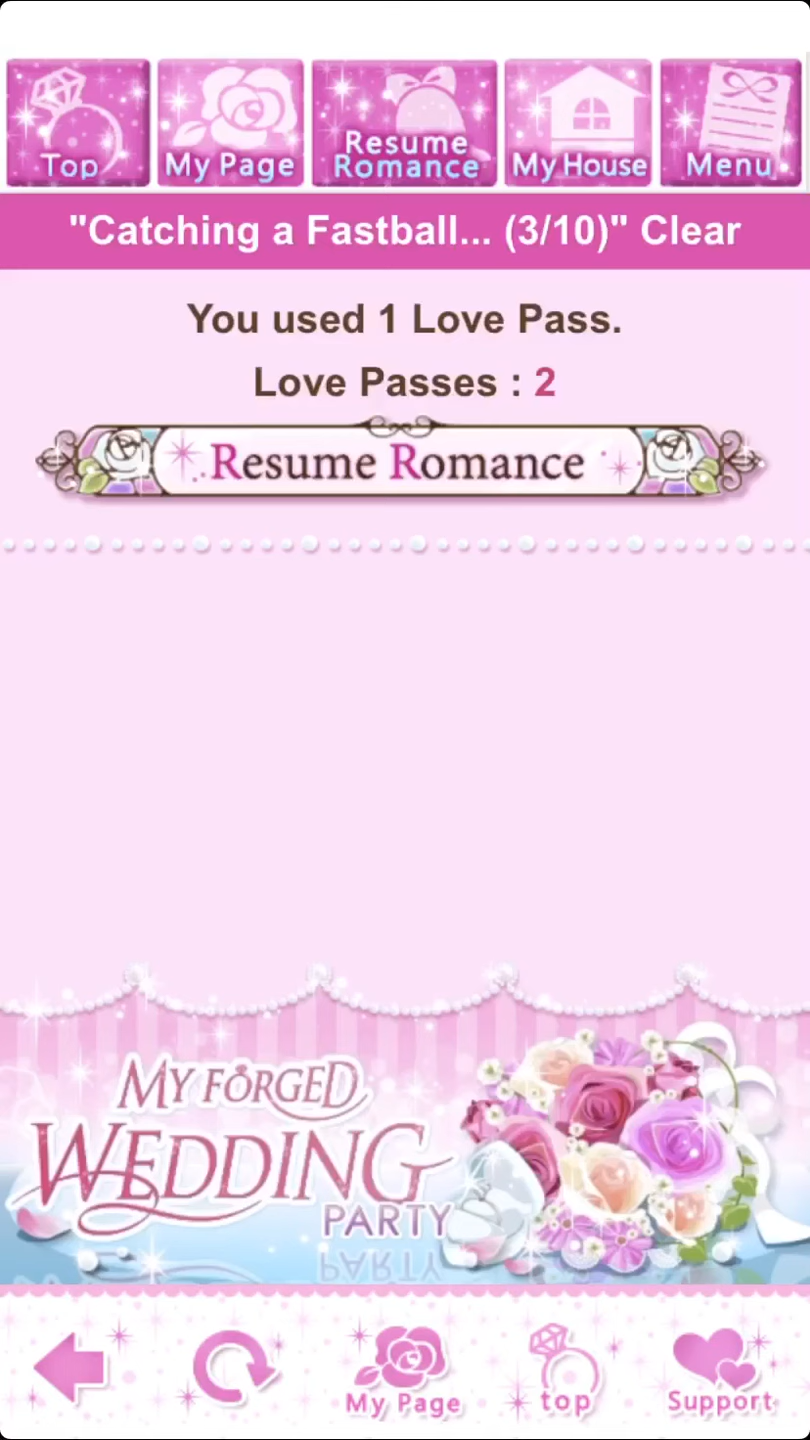 Top
My Page
Resume
Romance
My House
Menu
"Catching a Fastball... (3/10)" Clear
You used 1 Love Pass.
Love Passes : 2
Resume Romance
MY FORGED
WEDDING
PARTY
My Page
top
Support